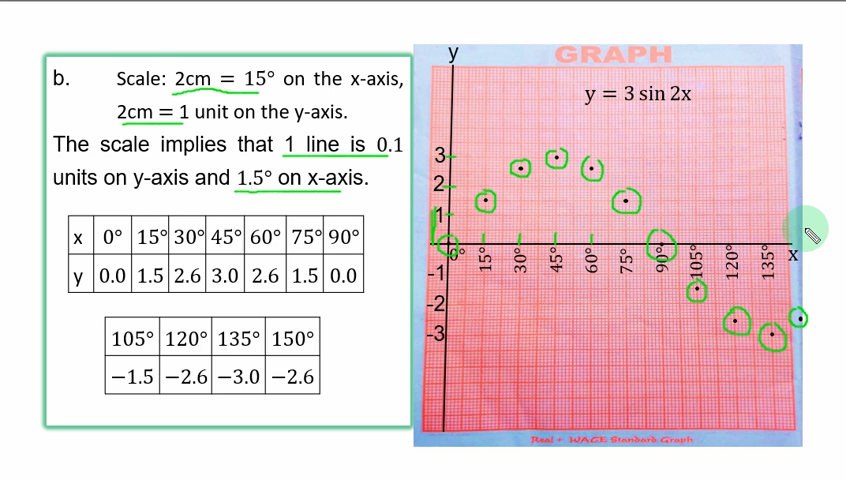 b. Scale: 2cm = 15° on the x-axis,
2cm = 1 unit on the y-axis.
The scale implies that 1 line is 0.1
units on y-axis and 1.5° on x-axis.
x 0° 15° 30° 45° 60° 75° 90°
y 0.0 1.5 2.6 3.0 2.6 1.5 0.0
105° 120° 135° 150°
−1.5 −2.6 −3.0 −2.6
GRAPH
y
y = 3 sin 2x
3
2
1
0° 15° 30° 45° 60° 75° 90° 105° 120° 135° x
-1
-2
-3
Real + WACE Standard Graph